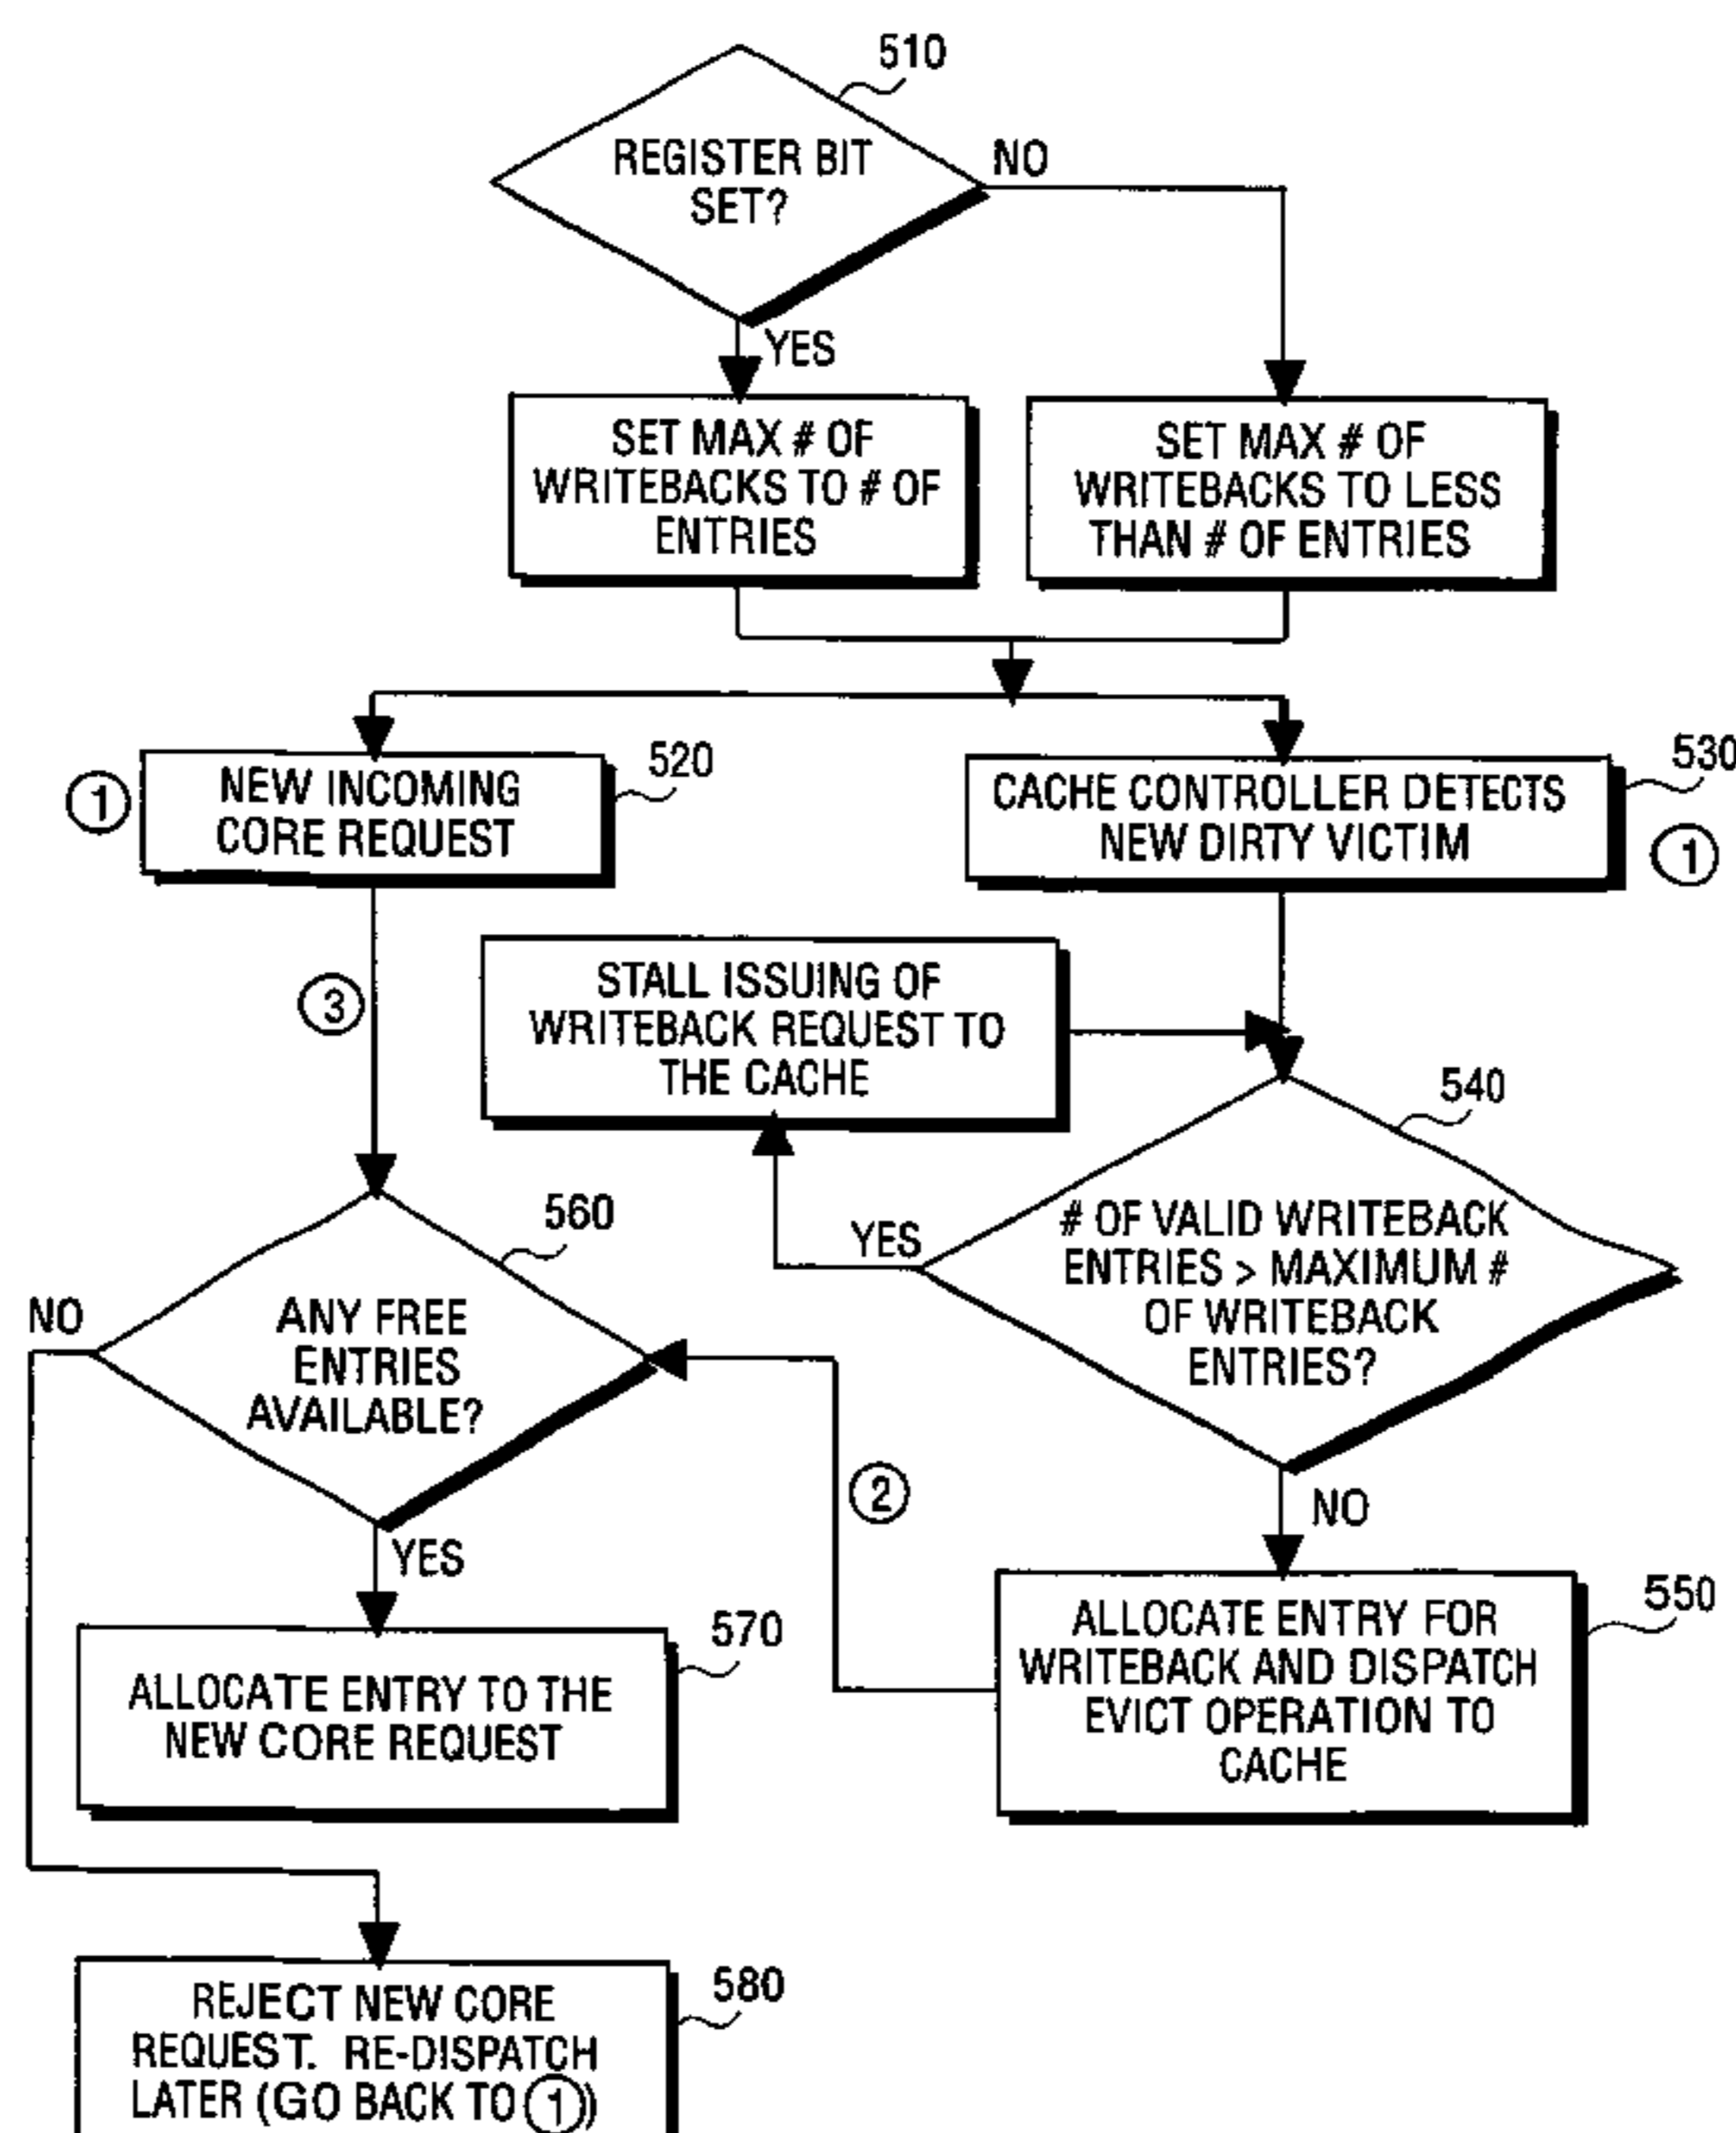 510
REGISTER BIT
SET?
NO
YES
SET MAX # OF
WRITEBACKS TO # OF
ENTRIES
SET MAX # OF
WRITEBACKS TO LESS
THAN # OF ENTRIES
1
NEW INCOMING
CORE REQUEST
520
CACHE CONTROLLER DETECTS
NEW DIRTY VICTIM
530
1
3
STALL ISSUING OF
WRITEBACK REQUEST TO
THE CACHE
540
# OF VALID WRITEBACK
ENTRIES > MAXIMUM #
OF WRITEBACK
ENTRIES?
YES
560
NO
ANY FREE
ENTRIES
AVAILABLE?
2
NO
YES
570
ALLOCATE ENTRY TO THE
NEW CORE REQUEST
550
ALLOCATE ENTRY FOR
WRITEBACK AND DISPATCH
EVICT OPERATION TO
CACHE
580
REJECT NEW CORE
REQUEST. RE-DISPATCH
LATER (GO BACK TO 1)